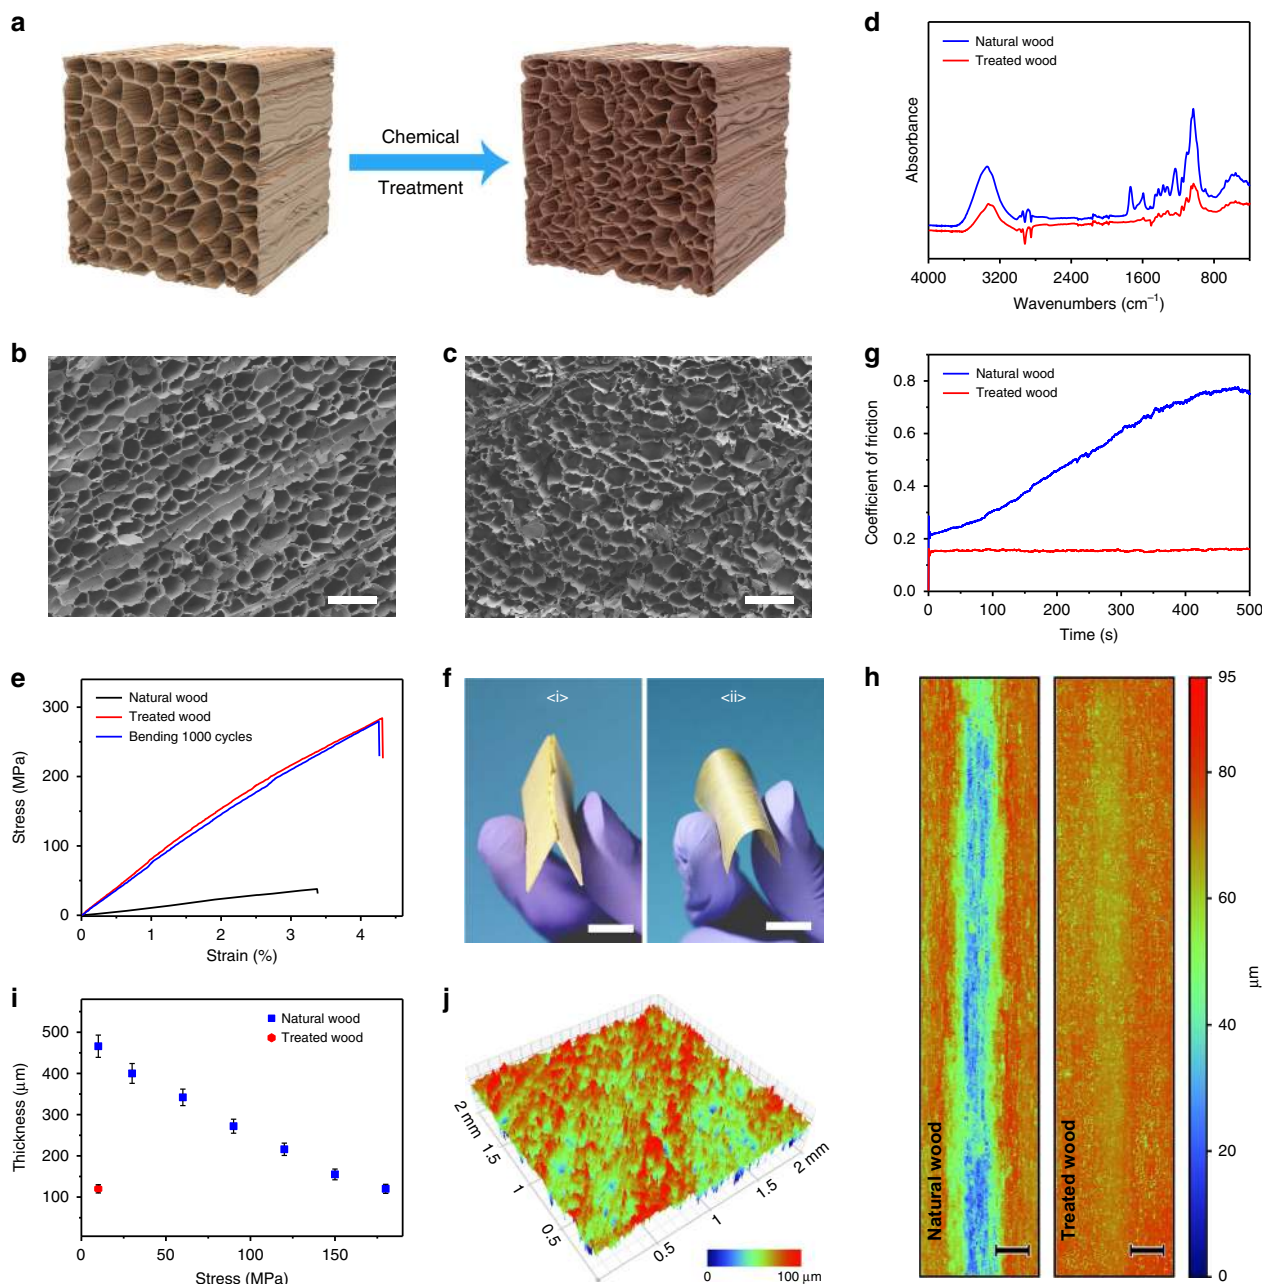 a
Chemical
Treatment
d
Natural wood
Treated wood
Absorbance
4000
3200
2400
1600
800
Wavenumbers (cm⁻¹)
b
c
g
Natural wood
Treated wood
Coefficient of friction
0.8
0.6
0.4
0.2
0.0
0
100
200
300
400
500
Time (s)
e
Natural wood
Treated wood
Bending 1000 cycles
Stress (MPa)
300
200
100
0
0
1
2
3
4
Strain (%)
f
<i>
<ii>
h
Natural wood
Treated wood
95
80
60
40
20
0
μm
i
Natural wood
Treated wood
Thickness (μm)
500
400
300
200
100
0
50
100
150
Stress (MPa)
j
2 mm
1.5
1
0.5
0.5
1
1.5
2 mm
0
100 μm